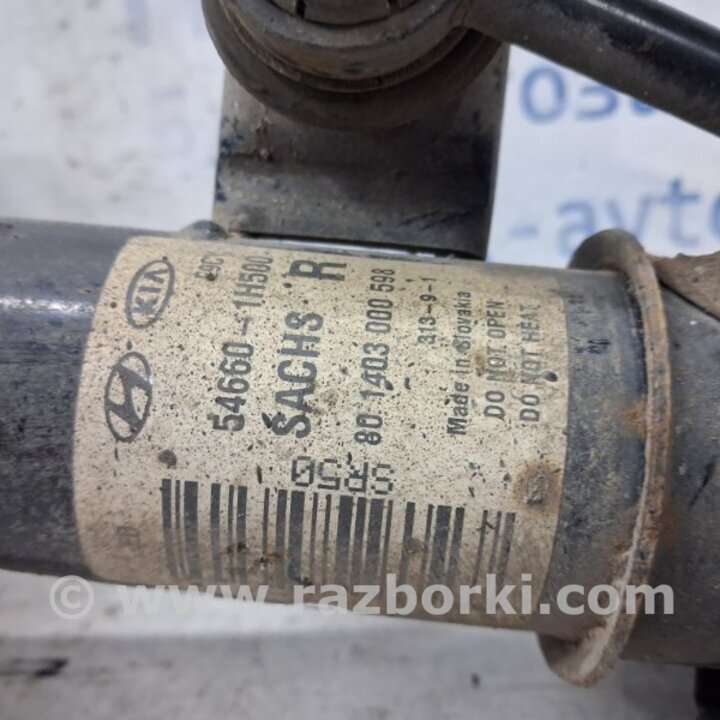 KIA
54660-1H500
SACHS R
80 1403 000 598
313-9-1
Made in Slovakia
DO NOT OPEN
DO NOT HEAT
SR50
© www.razborki.com